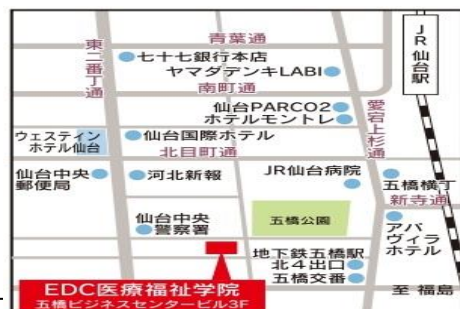 青葉通
JR仙台駅
東二番丁通
七十七銀行本店
ヤマダデンキLABI
南町通
仙台PARCO2
ホテルモントレ
愛宕上杉通
ウェスティン
ホテル仙台
仙台国際ホテル
北目町通
仙台中央
郵便局
河北新報
JR仙台病院
五橋横丁
新寺通
仙台中央
警察署
五橋公園
アパ
ヴィラ
ホテル
地下鉄五橋駅
北4出口
五橋交番
至 福島
EDC医療福祉学院
五橋ビジネスセンタービル3F